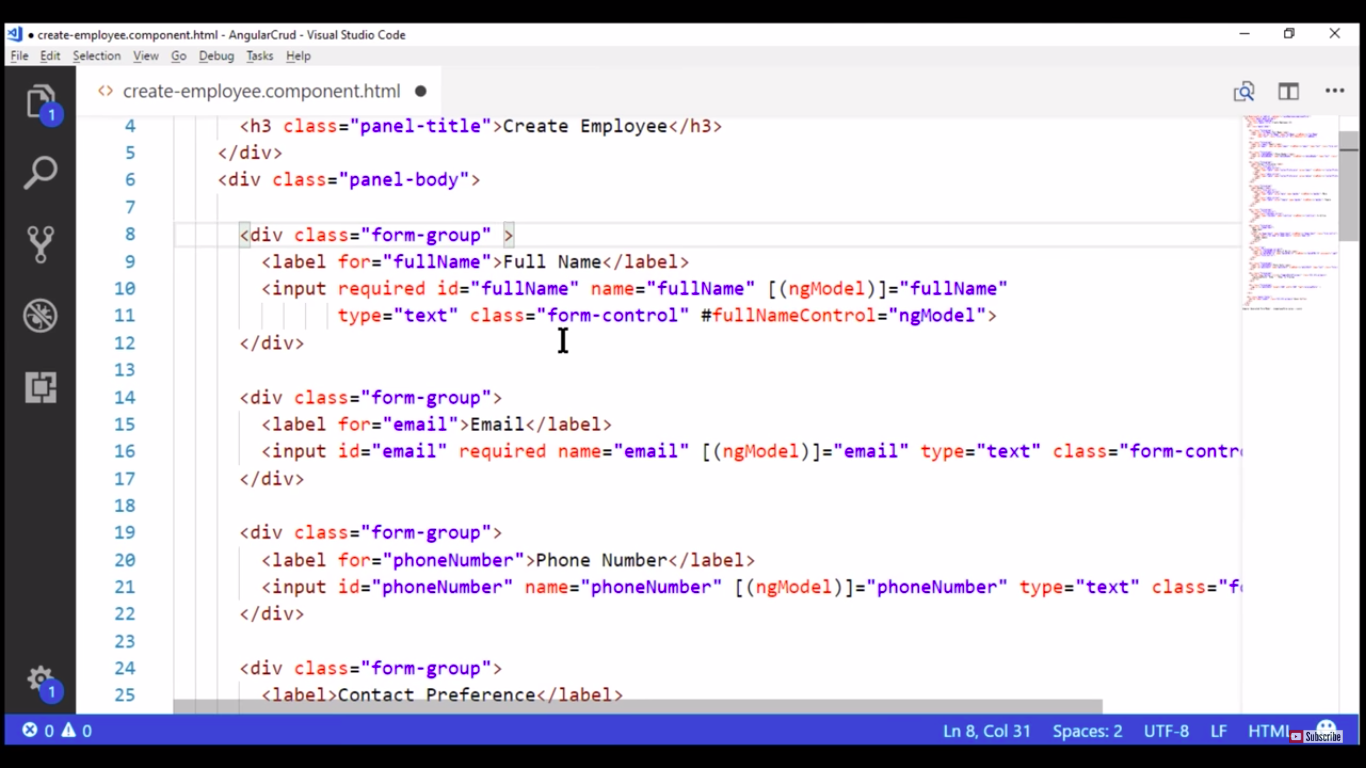 ● create-employee.component.html - AngularCrud - Visual Studio Code
File Edit Selection View Go Debug Tasks Help
<> create-employee.component.html ●
1
4 <h3 class="panel-title">Create Employee</h3>
5 </div>
6 <div class="panel-body">
7
8 <div class="form-group" >
9 <label for="fullName">Full Name</label>
10 <input required id="fullName" name="fullName" [(ngModel)]="fullName"
11 type="text" class="form-control" #fullNameControl="ngModel">
12 </div>
13
14 <div class="form-group">
15 <label for="email">Email</label>
16 <input id="email" required name="email" [(ngModel)]="email" type="text" class="form-contro
17 </div>
18
19 <div class="form-group">
20 <label for="phoneNumber">Phone Number</label>
21 <input id="phoneNumber" name="phoneNumber" [(ngModel)]="phoneNumber" type="text" class="fo
22 </div>
23
24 <div class="form-group">
25 <label>Contact Preference</label>
1
0 0 Ln 8, Col 31 Spaces: 2 UTF-8 LF HTML
Subscribe